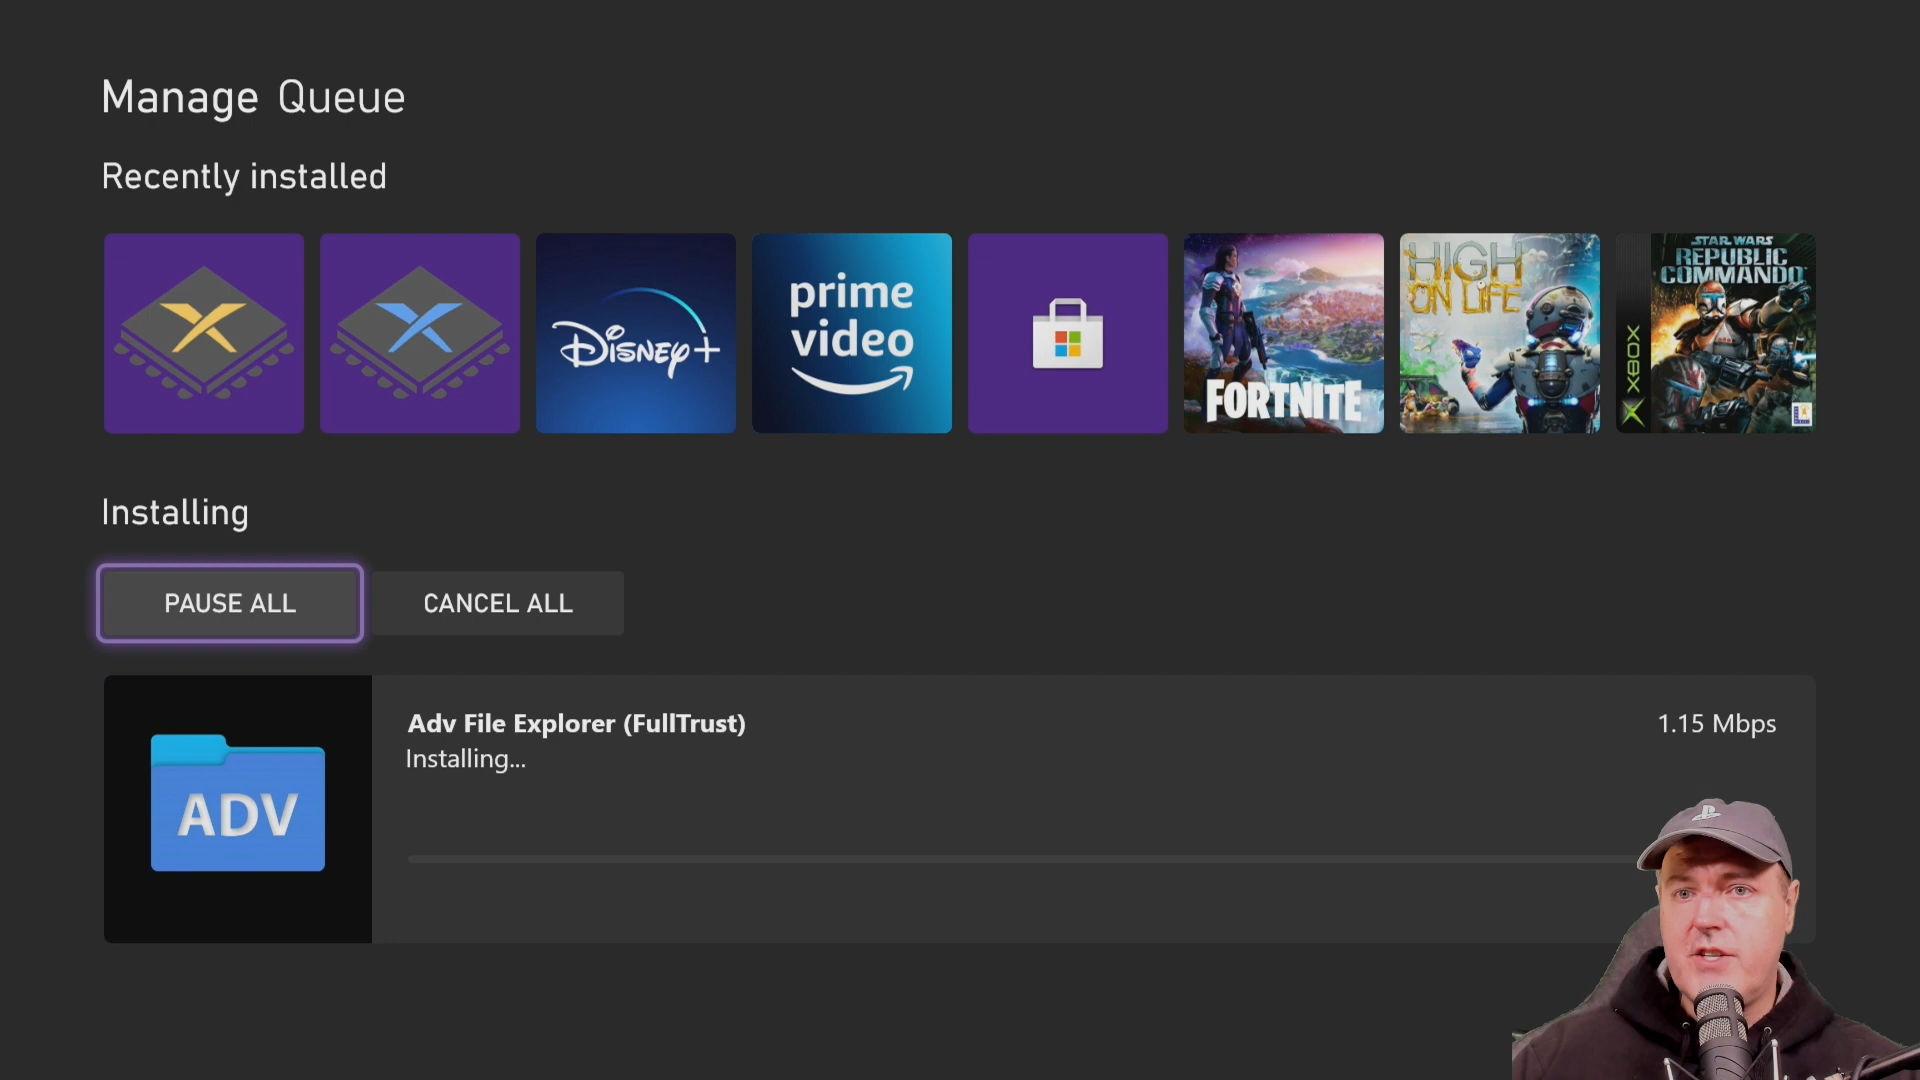 Manage Queue
Recently installed
Disney+
prime
video
FORTNITE
HIGH
ON LIFE
XBOX
STAR WARS
REPUBLIC
COMMANDO
Installing
PAUSE ALL
CANCEL ALL
ADV
Adv File Explorer (FullTrust)
1.15 Mbps
Installing...